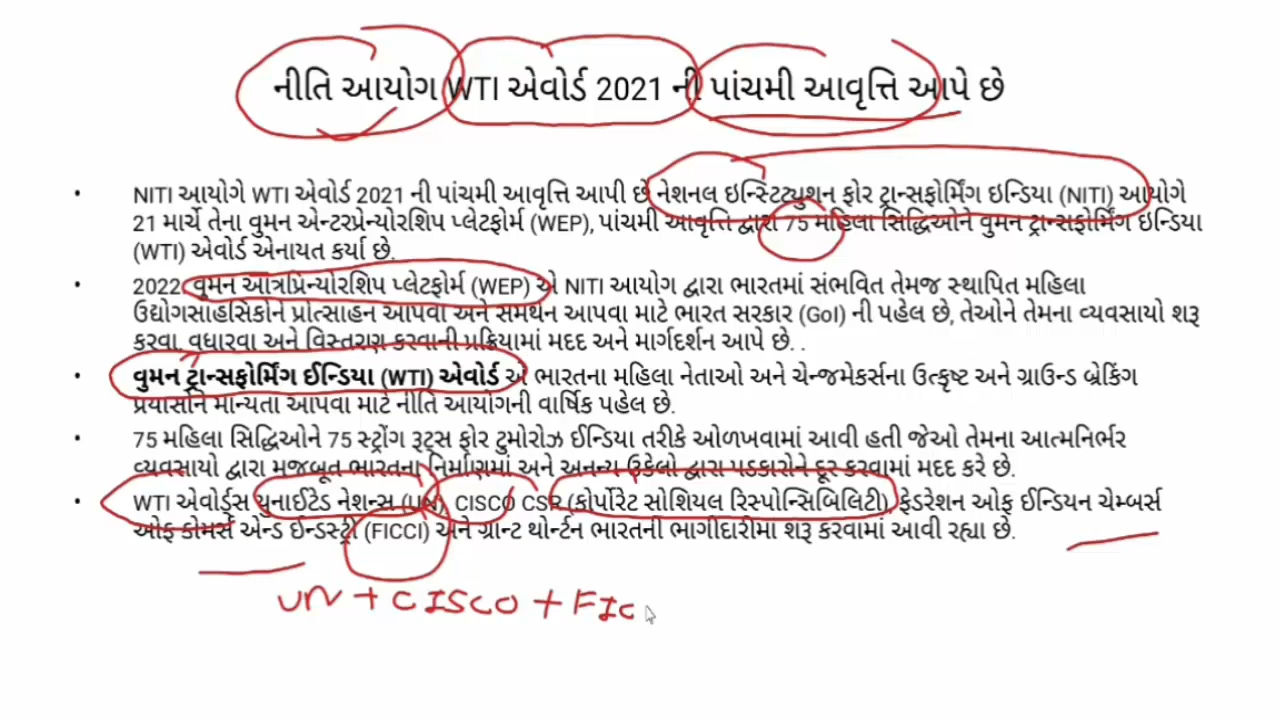 નીતિ આયોગ WTI એવોર્ડ 2021 ની પાંચમી આવૃત્તિ આપે છે
• NITI આયોગે WTI એવોર્ડ 2021 ની પાંચમી આવૃત્તિ આપી છે નેશનલ ઇન્સ્ટિટ્યુશન ફોર ટ્રાન્સફોર્મિંગ ઇન્ડિયા (NITI) આયોગે
21 માર્ચે તેના વુમન એન્ટરપ્રેન્યોરશિપ પ્લેટફોર્મ (WEP), પાંચમી આવૃત્તિ દ્વારા 75 મહિલા સિદ્ધિઓને વુમન ટ્રાન્સફોર્મિંગ ઇન્ડિયા
(WTI) એવોર્ડ એનાયત કર્યા છે.
• 2022 વુમન આંત્રપ્રિન્યોરશિપ પ્લેટફોર્મ (WEP) એ NITI આયોગ દ્વારા ભારતમાં સંભવિત તેમજ સ્થાપિત મહિલા
ઉદ્યોગસાહસિકોને પ્રોત્સાહન આપવા અને સમર્થન આપવા માટે ભારત સરકાર (GoI) ની પહેલ છે, તેઓને તેમના વ્યવસાયો શરૂ
કરવા, વધારવા અને વિસ્તરણ કરવાની પ્રક્રિયામાં મદદ અને માર્ગદર્શન આપે છે. .
• વુમન ટ્રાન્સફોર્મિંગ ઈન્ડિયા (WTI) એવોર્ડ એ ભારતના મહિલા નેતાઓ અને ચેન્જમેકર્સના ઉત્કૃષ્ટ અને ગ્રાઉન્ડ બ્રેકિંગ
પ્રયાસોને માન્યતા આપવા માટે નીતિ આયોગની વાર્ષિક પહેલ છે.
• 75 મહિલા સિદ્ધિઓને 75 સ્ટ્રોંગ રૂટ્સ ફોર ટુમોરોઝ ઈન્ડિયા તરીકે ઓળખવામાં આવી હતી જેઓ તેમના આત્મનિર્ભર
વ્યવસાયો દ્વારા મજબૂત ભારતના નિર્માણમાં અને અનન્ય ઉકેલો દ્વારા પડકારોને દૂર કરવામાં મદદ કરે છે.
• WTI એવોર્ડ્સ યુનાઈટેડ નેશન્સ (UN), CISCO CSR (કોર્પોરેટ સોશિયલ રિસ્પોન્સિબિલિટી), ફેડરેશન ઓફ ઈન્ડિયન ચેમ્બર્સ
ઓફ કોમર્સ એન્ડ ઈન્ડસ્ટ્રી (FICCI) અને ગ્રાન્ટ થોર્ન્ટન ભારતની ભાગીદારીમાં શરૂ કરવામાં આવી રહ્યા છે.
UN + CISCO + FIC